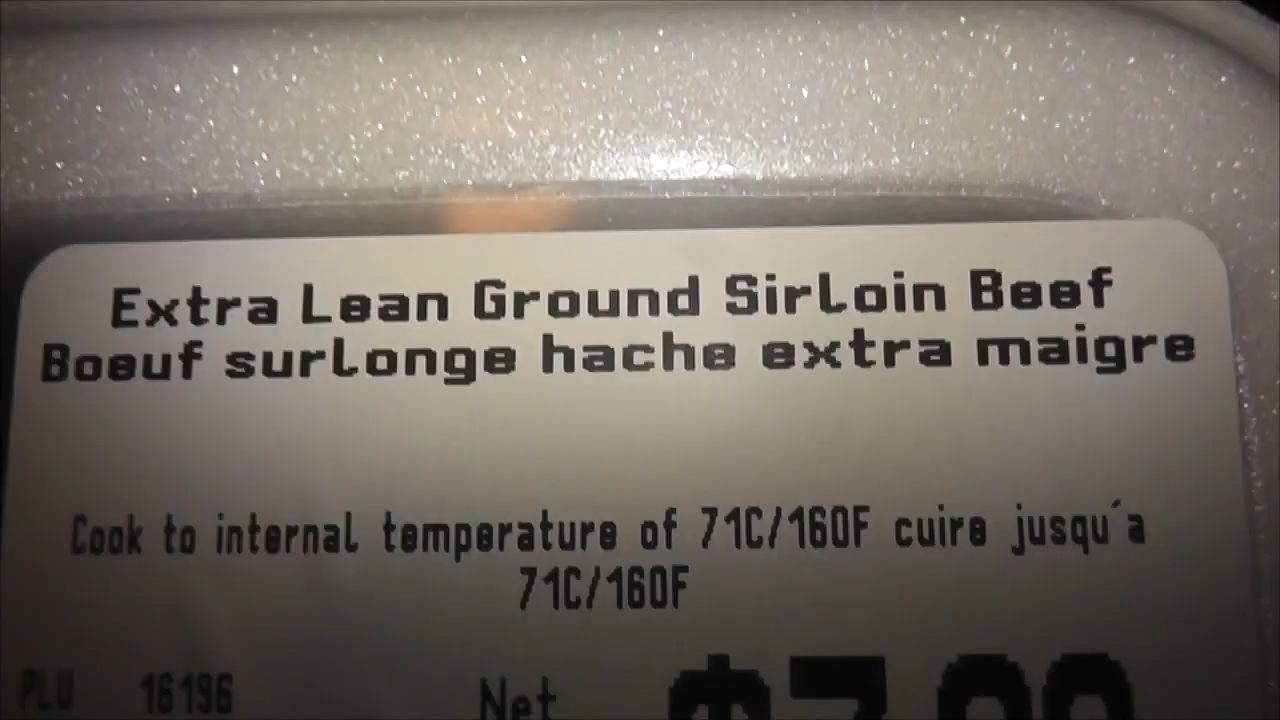 Extra Lean Ground Sirloin Beef
Boeuf surlonge hache extra maigre
Cook to internal temperature of 71C/160F cuire jusqu´a
71C/160F
PLU 16196 Net